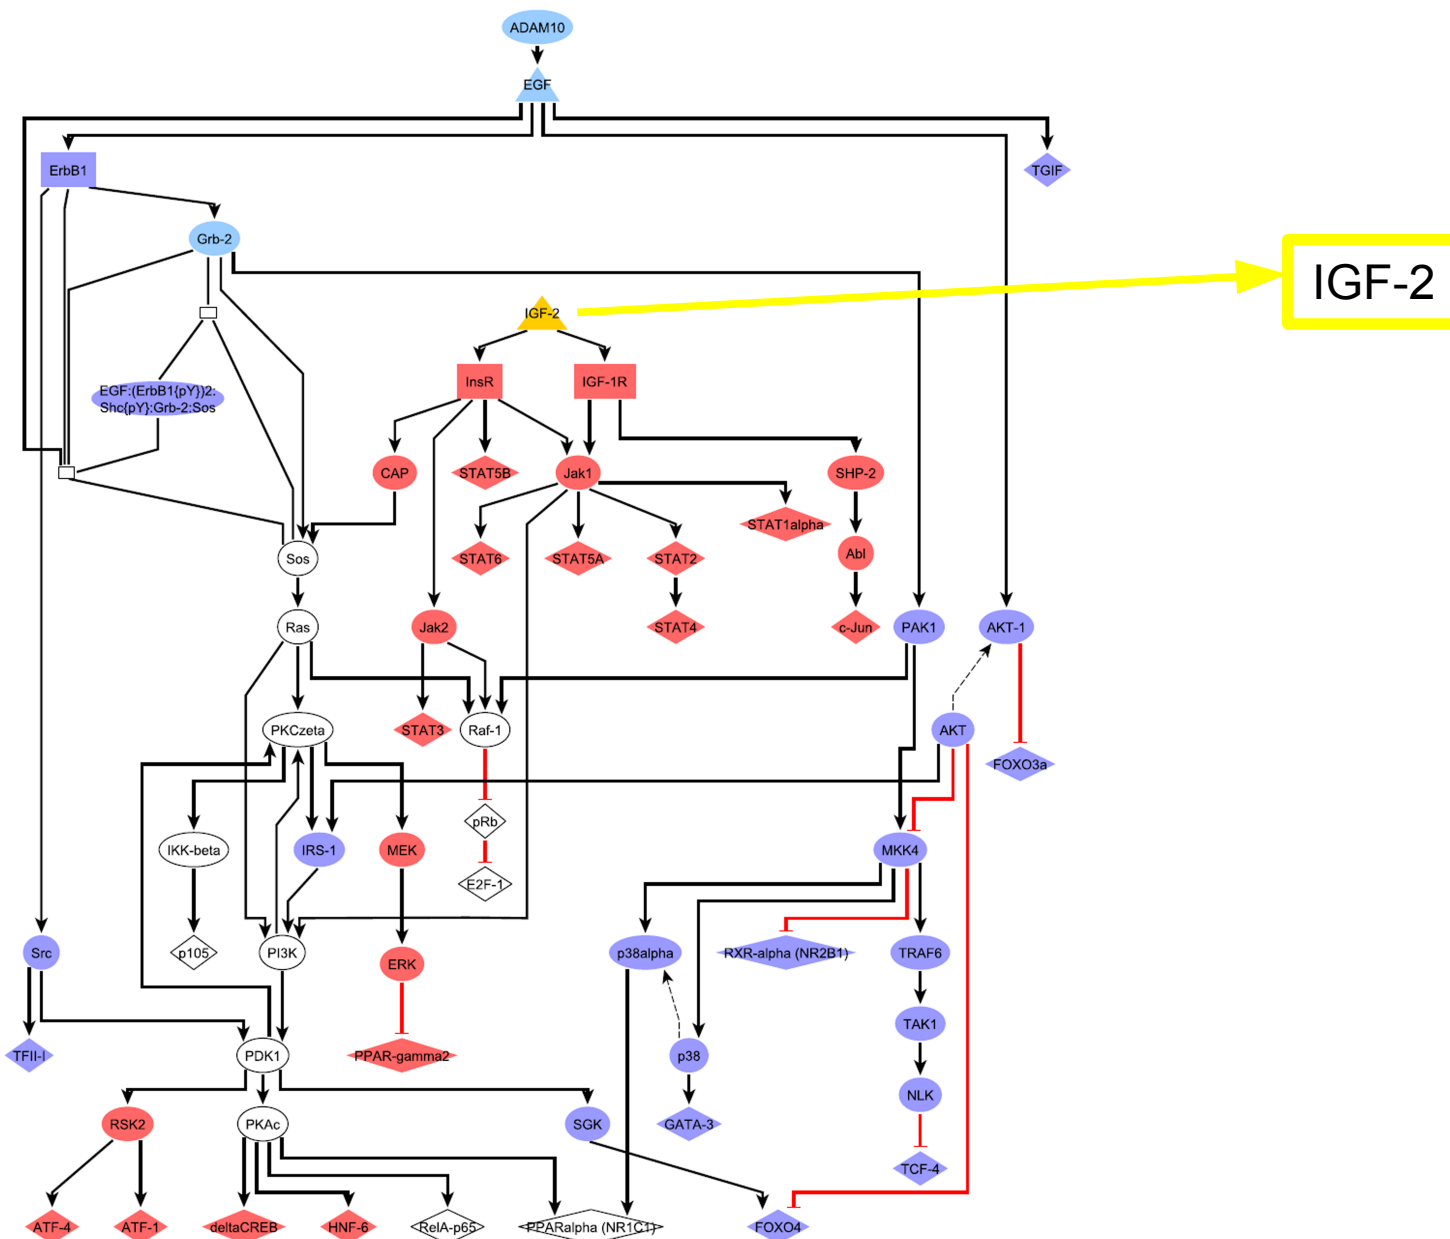 ADAM10
EGF
ErbB1
TGIF
Grb-2
IGF-2
IGF-2
EGF:(ErbB1{pY})2:
Shc{pY}:Grb-2:Sos
InsR
IGF-1R
CAP
STAT5B
Jak1
SHP-2
STAT1alpha
Sos
STAT6
STAT5A
STAT2
Abl
Ras
Jak2
STAT4
c-Jun
PAK1
AKT-1
PKCzeta
STAT3
Raf-1
AKT
FOXO3a
pRb
IKK-beta
IRS-1
MEK
MKK4
E2F-1
Src
p105
PI3K
ERK
p38alpha
RXR-alpha (NR2B1)
TRAF6
TAK1
TFII-I
PDK1
PPAR-gamma2
p38
NLK
RSK2
PKAc
SGK
GATA-3
TCF-4
ATF-4
ATF-1
deltaCREB
HNF-6
RelA-p65
PPARalpha (NR1C1)
FOXO4